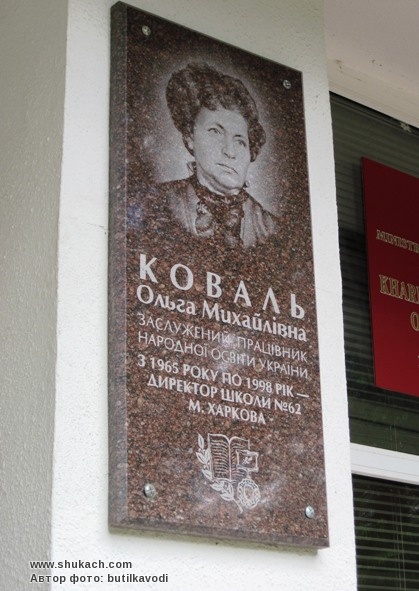 КОВАЛЬ
Ольга Михайлівна
ЗАСЛУЖЕНИЙ ПРАЦІВНИК
НАРОДНОЇ ОСВІТИ УКРАЇНИ
З 1965 РОКУ ПО 1998 РІК —
ДИРЕКТОР ШКОЛИ №62
М. ХАРКОВА
www.shukach.com
Автор фото: butilkavodi